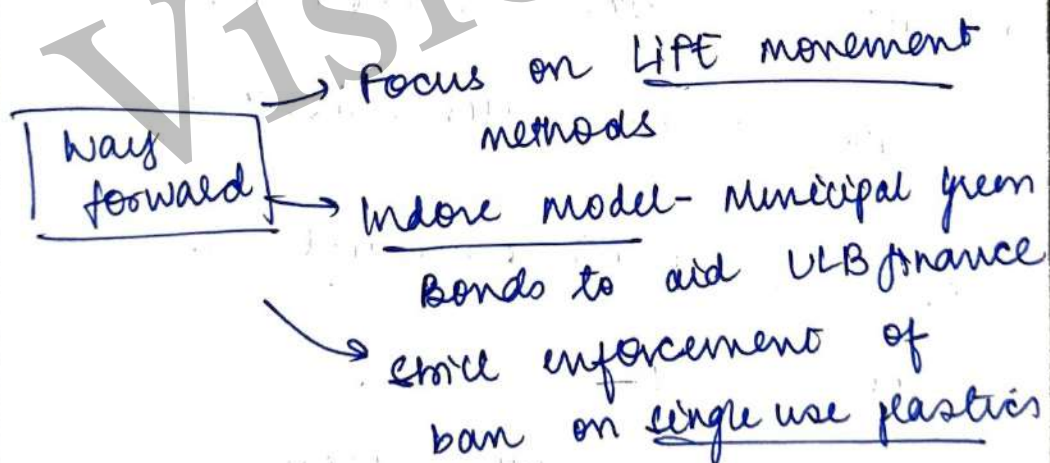 Visi
Way
forward
→ Focus on LiFE movement
methods
→ Indore model - Municipal green
Bonds to aid ULB finance
→ strict enforcement of
ban on single use plastics